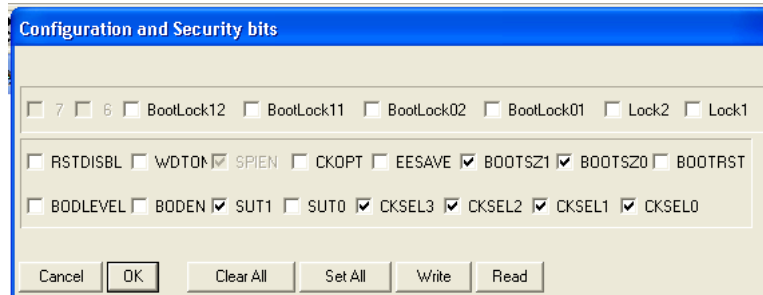 Configuration and Security bits
7 6 BootLock12 BootLock11 BootLock02 BootLock01 Lock2 Lock1
RSTDISBL WDTON SPIEN CKOPT EESAVE BOOTSZ1 BOOTSZ0 BOOTRST
BODLEVEL BODEN SUT1 SUT0 CKSEL3 CKSEL2 CKSEL1 CKSEL0
Cancel OK Clear All Set All Write Read